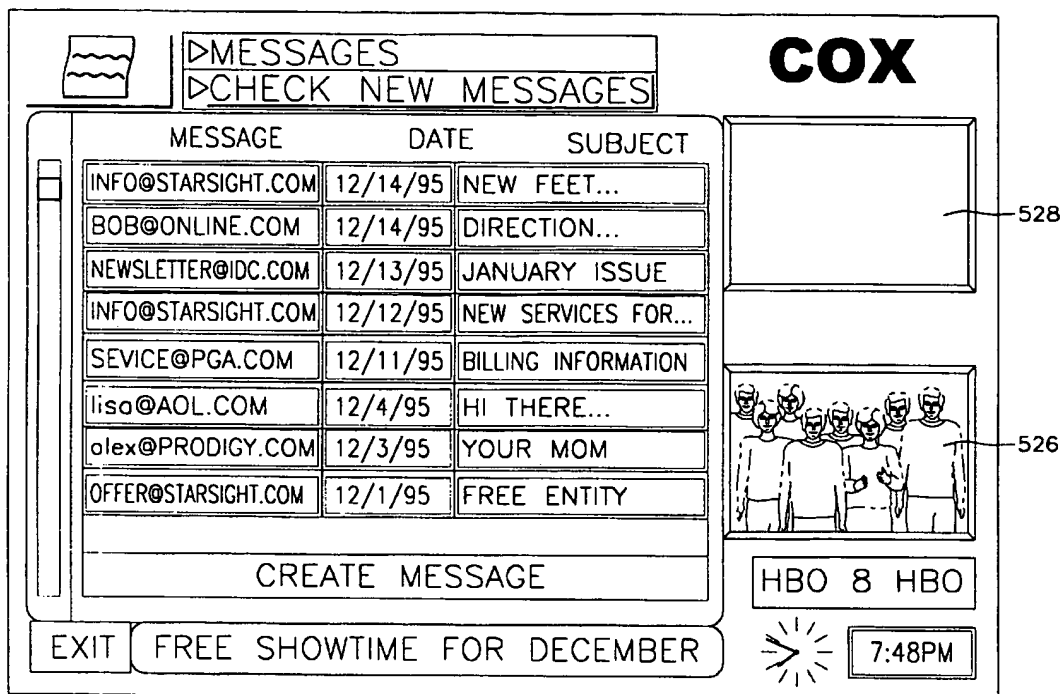 ▷MESSAGES
▷CHECK NEW MESSAGES
COX
MESSAGE DATE SUBJECT
INFO@STARSIGHT.COM 12/14/95 NEW FEET...
BOB@ONLINE.COM 12/14/95 DIRECTION...
NEWSLETTER@IDC.COM 12/13/95 JANUARY ISSUE
INFO@STARSIGHT.COM 12/12/95 NEW SERVICES FOR...
SEVICE@PGA.COM 12/11/95 BILLING INFORMATION
lisa@AOL.COM 12/4/95 HI THERE...
alex@PRODIGY.COM 12/3/95 YOUR MOM
OFFER@STARSIGHT.COM 12/1/95 FREE ENTITY
CREATE MESSAGE
528
526
HBO 8 HBO
EXIT FREE SHOWTIME FOR DECEMBER
7:48PM